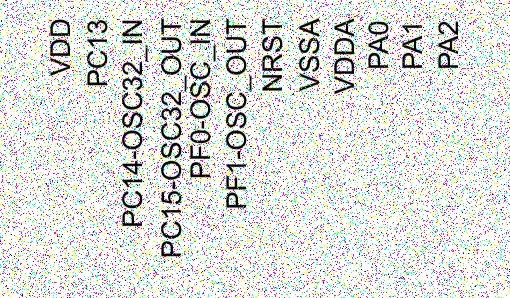 VDD
PC13
PC14-OSC32_IN
PC15-OSC32_OUT
PF0-OSC_IN
PF1-OSC_OUT
NRST
VSSA
VDDA
PA0
PA1
PA2